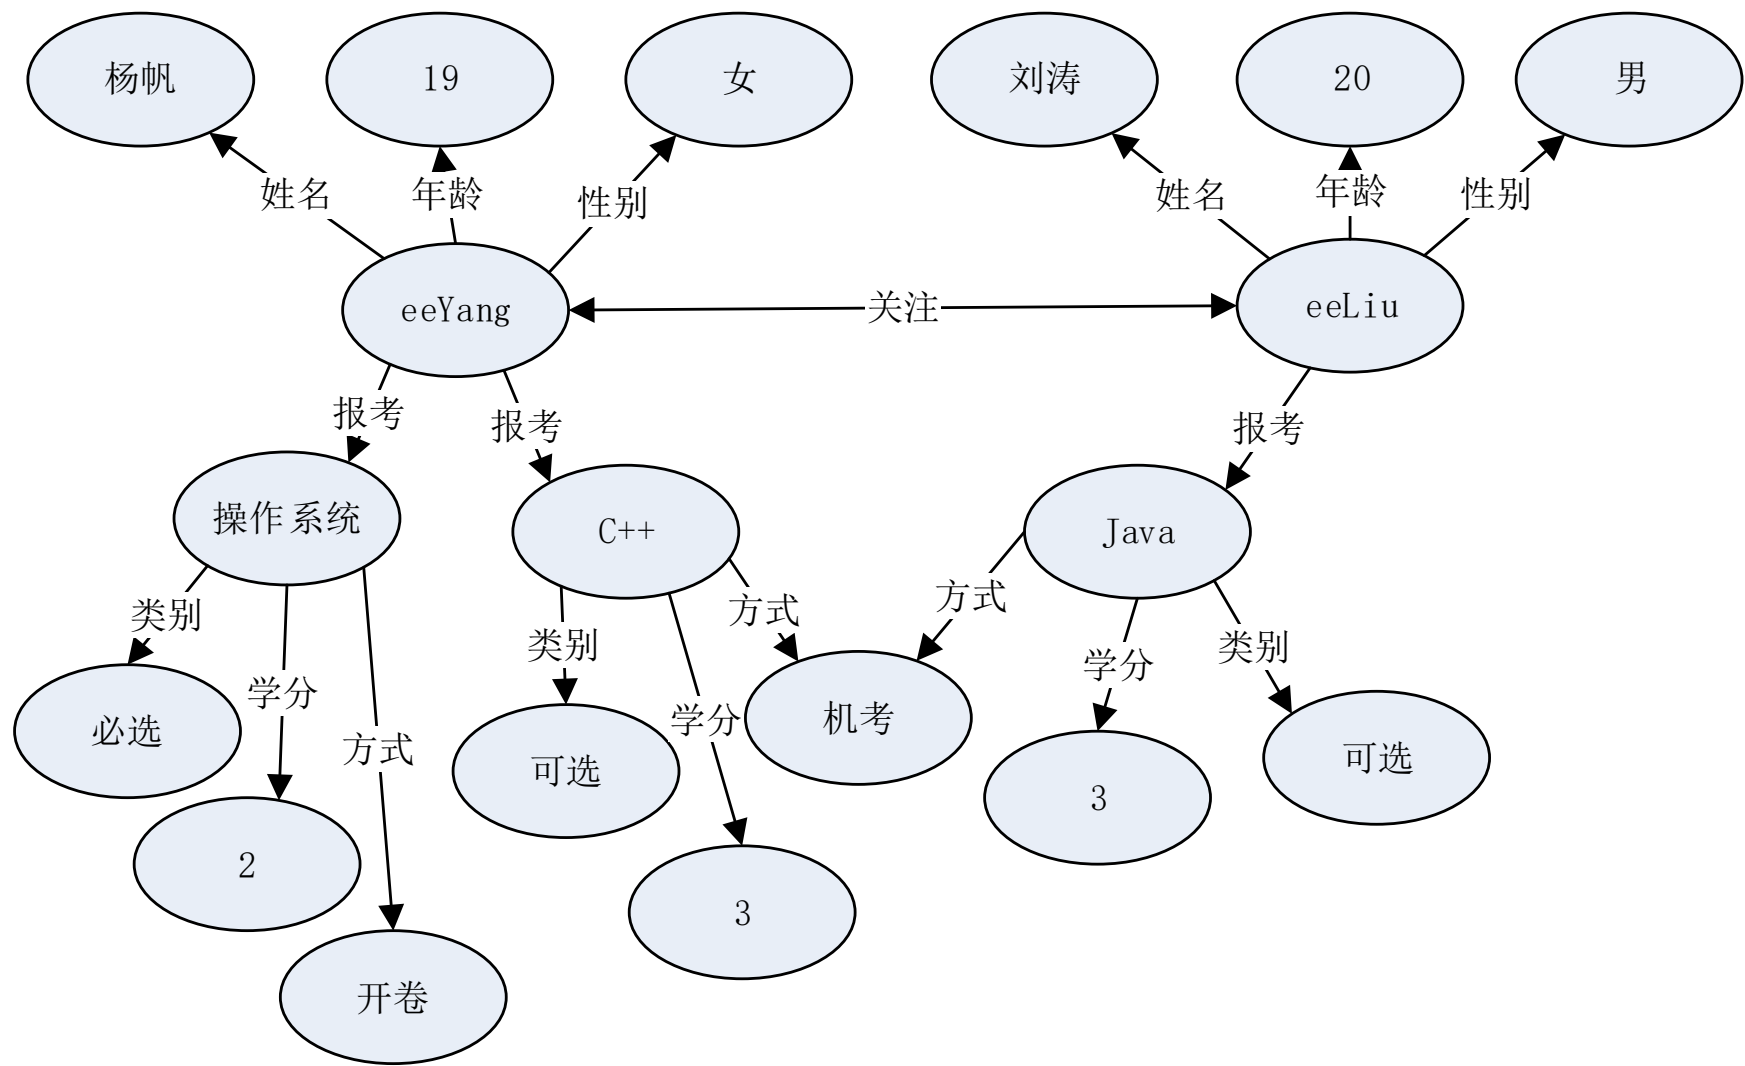 杨帆
19
女
刘涛
20
男
姓名
年龄
性别
姓名
年龄
性别
eeYang
关注
eeLiu
报考
报考
报考
操作系统
C++
Java
类别
学分
方式
类别
学分
方式
方式
学分
类别
必选
2
开卷
可选
3
机考
3
可选